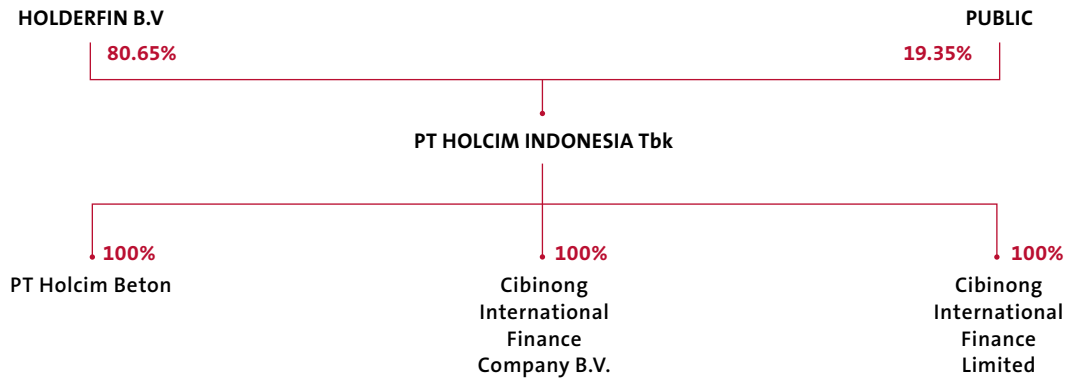 HOLDERFIN B.V
PUBLIC
80.65%
19.35%
PT HOLCIM INDONESIA Tbk
100%
100%
100%
PT Holcim Beton
Cibinong
International
Finance
Company B.V.
Cibinong
International
Finance
Limited